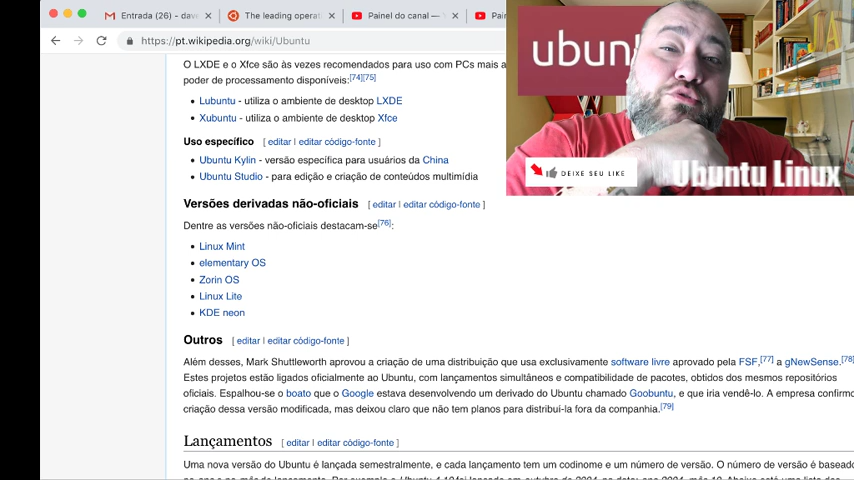 Entrada (26) - dav
The leading operat
Painel do canal — Y
Pain
https://pt.wikipedia.org/wiki/Ubuntu
O LXDE e o Xfce são às vezes recomendados para uso com PCs mais a
poder de processamento disponíveis:[74][75]
• Lubuntu - utiliza o ambiente de desktop LXDE
• Xubuntu - utiliza o ambiente de desktop Xfce
Uso específico [ editar | editar código-fonte ]
• Ubuntu Kylin - versão específica para usuários da China
• Ubuntu Studio - para edição e criação de conteúdos multimídia
Versões derivadas não-oficiais [ editar | editar código-fonte ]
Dentre as versões não-oficiais destacam-se[76]:
• Linux Mint
• elementary OS
• Zorin OS
• Linux Lite
• KDE neon
Outros [ editar | editar código-fonte ]
Além desses, Mark Shuttleworth aprovou a criação de uma distribuição que usa exclusivamente software livre aprovado pela FSF,[77] a gNewSense.[78]
Estes projetos estão ligados oficialmente ao Ubuntu, com lançamentos simultâneos e compatibilidade de pacotes, obtidos dos mesmos repositórios
oficiais. Espalhou-se o boato que o Google estava desenvolvendo um derivado do Ubuntu chamado Goobuntu, e que iria vendê-lo. A empresa confirmo
criação dessa versão modificada, mas deixou claro que não tem planos para distribuí-la fora da companhia.[79]
Lançamentos [ editar | editar código-fonte ]
Uma nova versão do Ubuntu é lançada semestralmente, e cada lançamento tem um codinome e um número de versão. O número de versão é baseado
ubun
DEIXE SEU LIKE
Ubuntu Linux